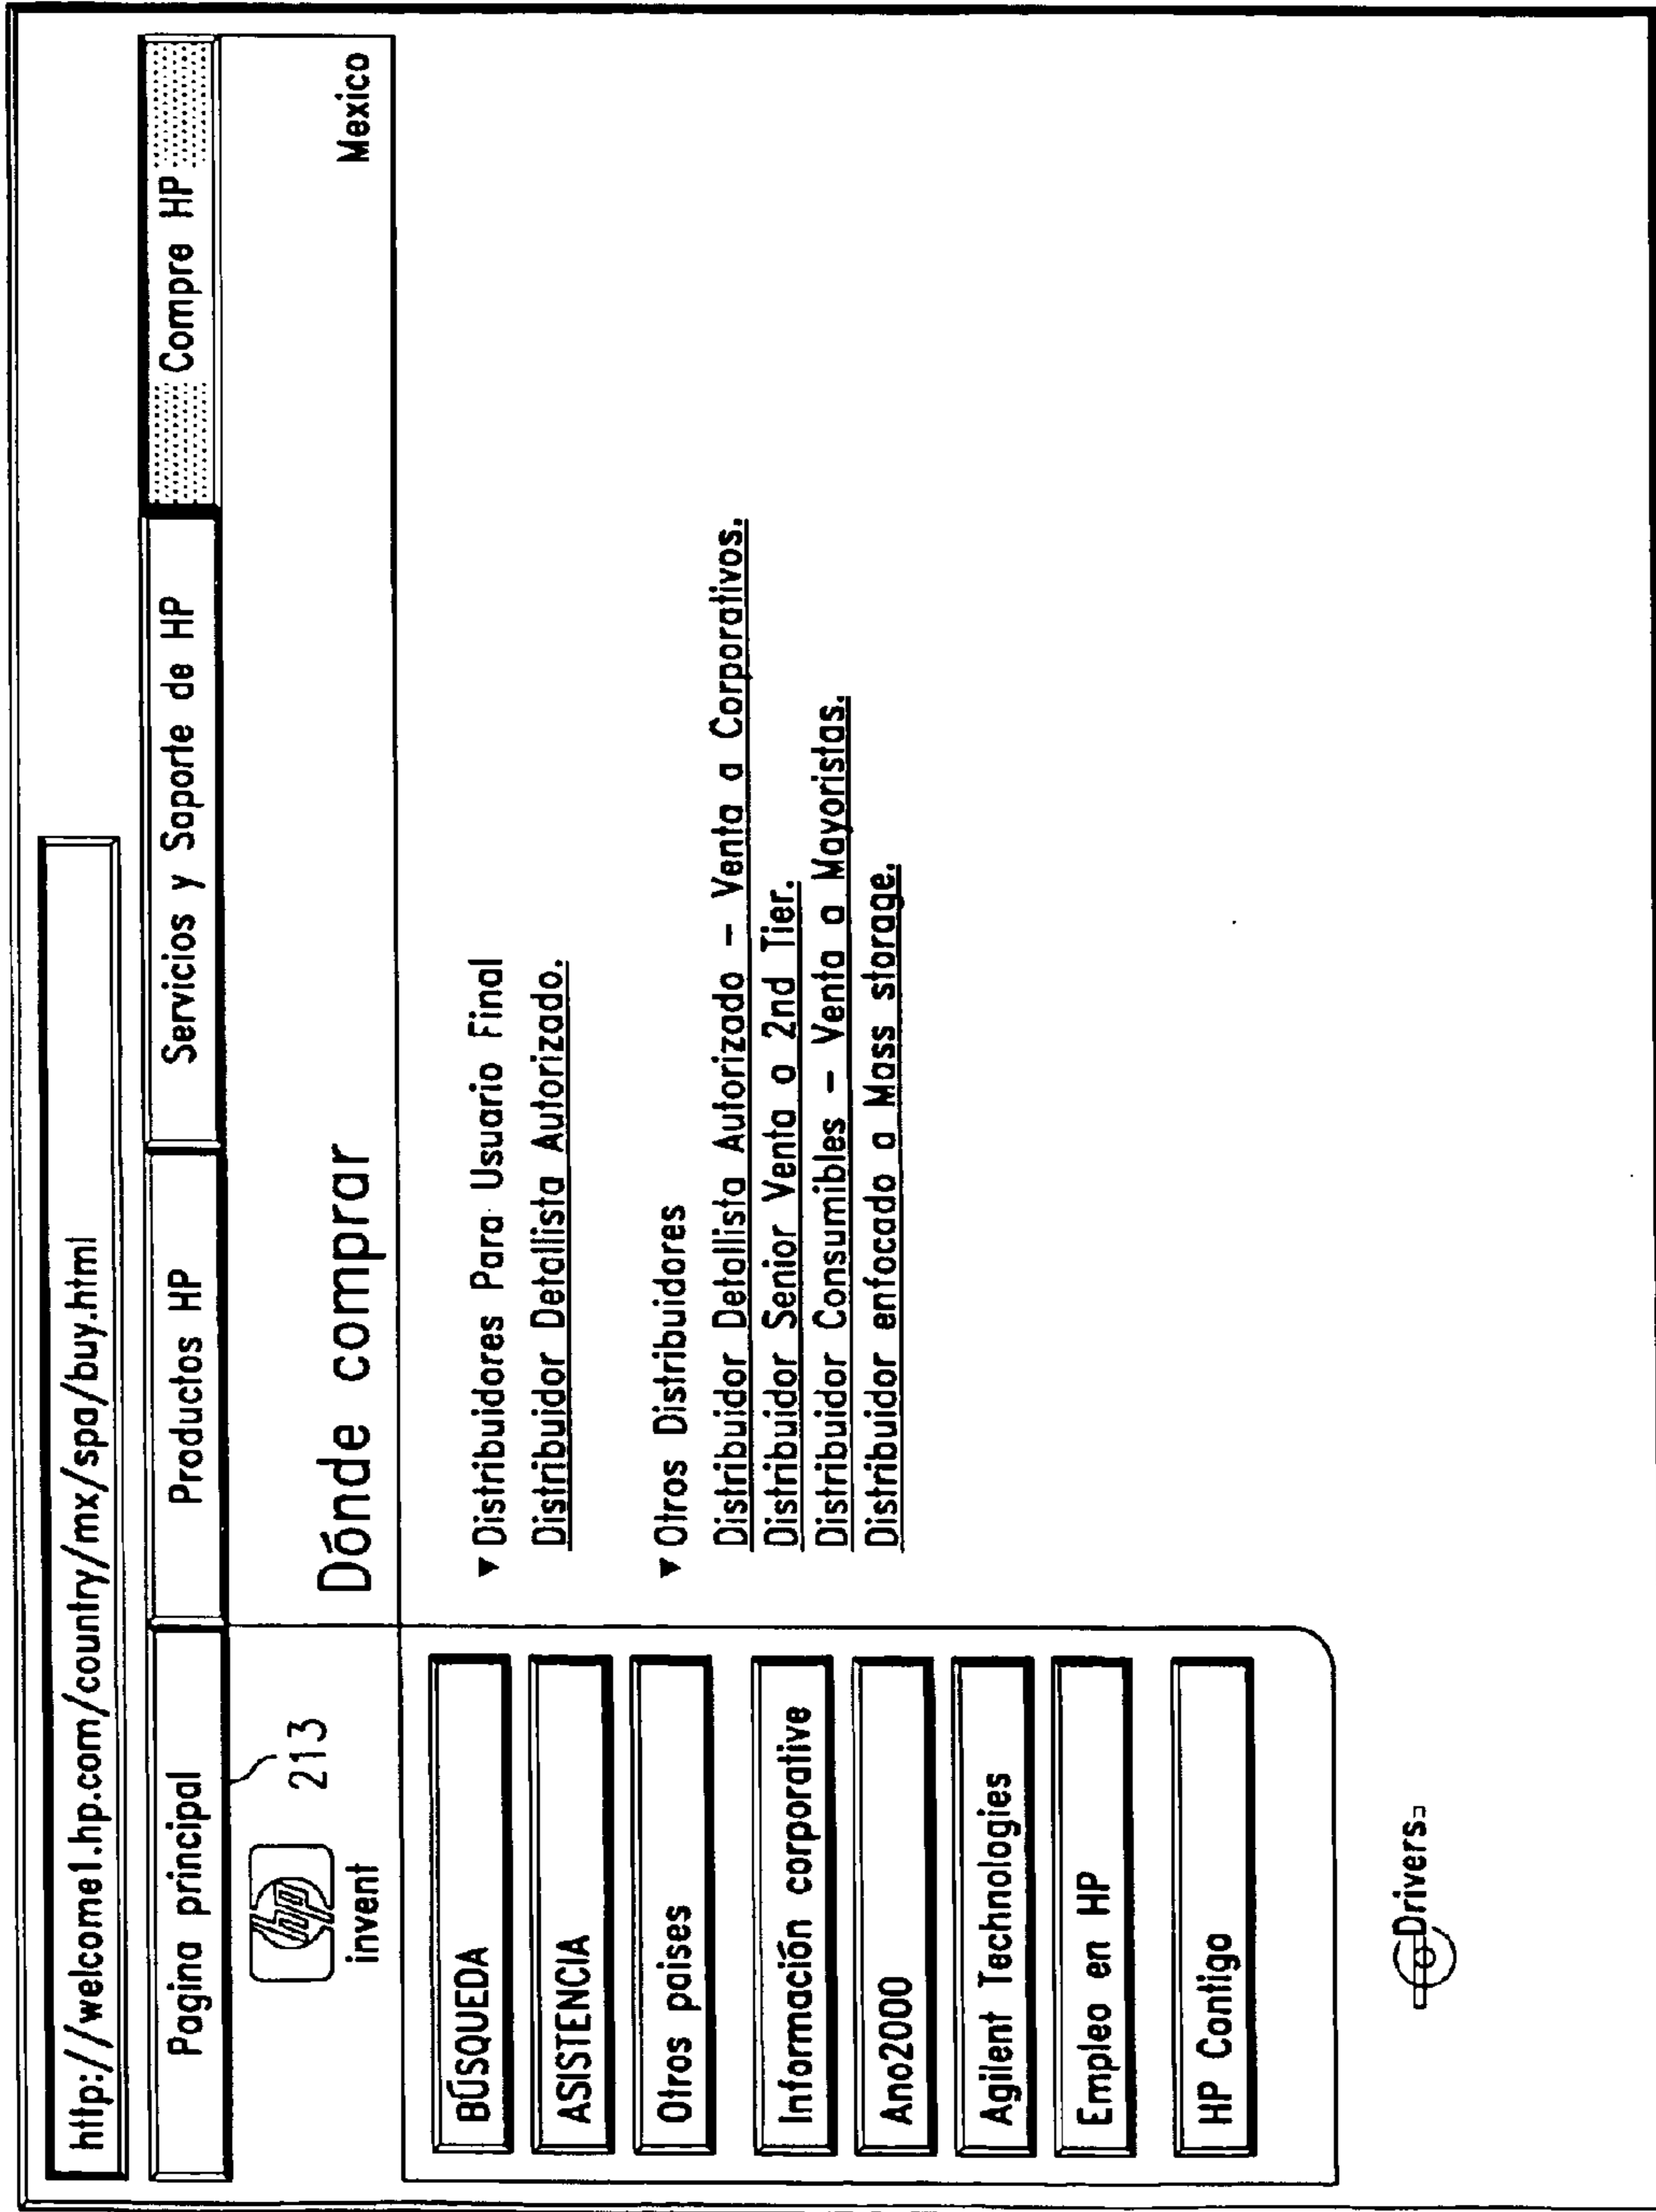 http://welcome1.hp.com/country/mx/spa/buy.html
Pagina principal
Productos HP
Servicios y Soporte de HP
Compre HP
hp
invent
213
Dónde comprar
Mexico
BÚSQUEDA
ASISTENCIA
Otros paises
Información corporative
Ano2000
Agilent Technologies
Empleo en HP
HP Contigo
▼ Distribuidores Para Usuario Final
Distribuidor Detallista Autorizado.
▼ Otros Distribuidores
Distribuidor Detallista Autorizado – Venta a Corporativos.
Distribuidor Senior Venta a 2nd Tier.
Distribuidor Consumibles – Venta a Mayoristas.
Distribuidor enfocado a Mass storage.
Drivers